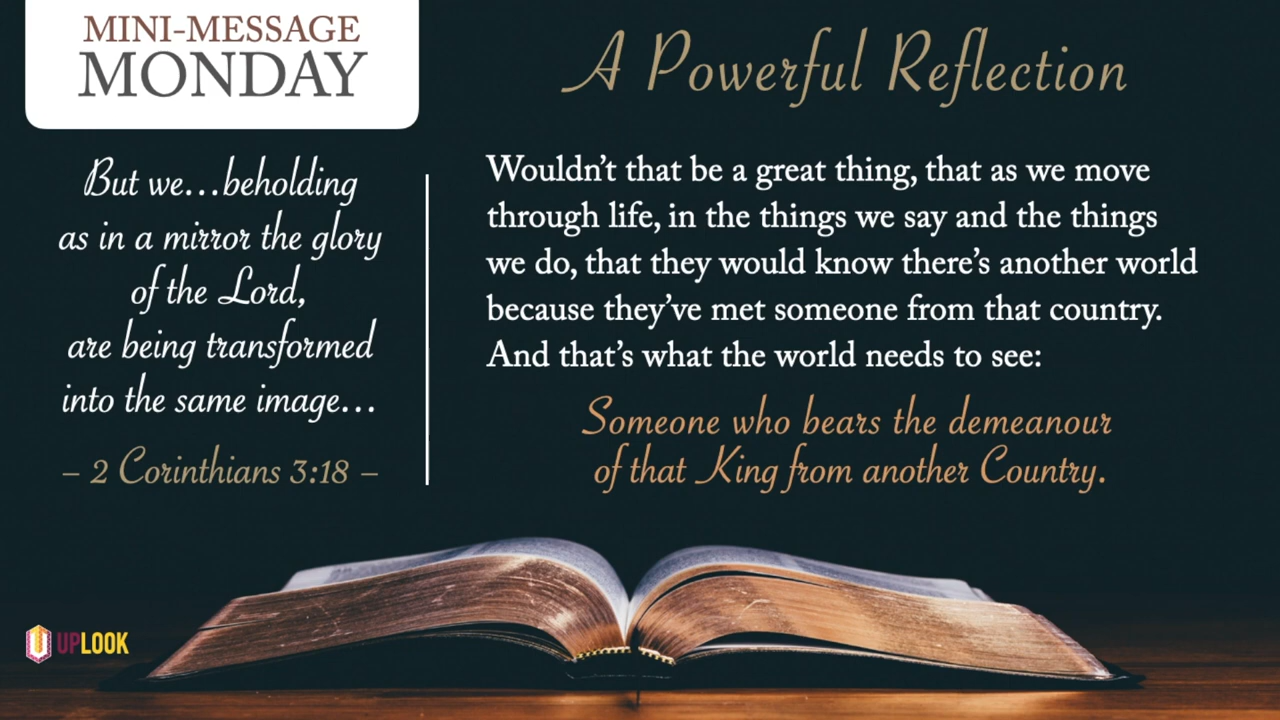 MINI-MESSAGE
MONDAY
A Powerful Reflection
But we...beholding
as in a mirror the glory
of the Lord,
are being transformed
into the same image...
– 2 Corinthians 3:18 –
Wouldn’t that be a great thing, that as we move
through life, in the things we say and the things
we do, that they would know there’s another world
because they’ve met someone from that country.
And that’s what the world needs to see:
Someone who bears the demeanour
of that King from another Country.
UPLOOK